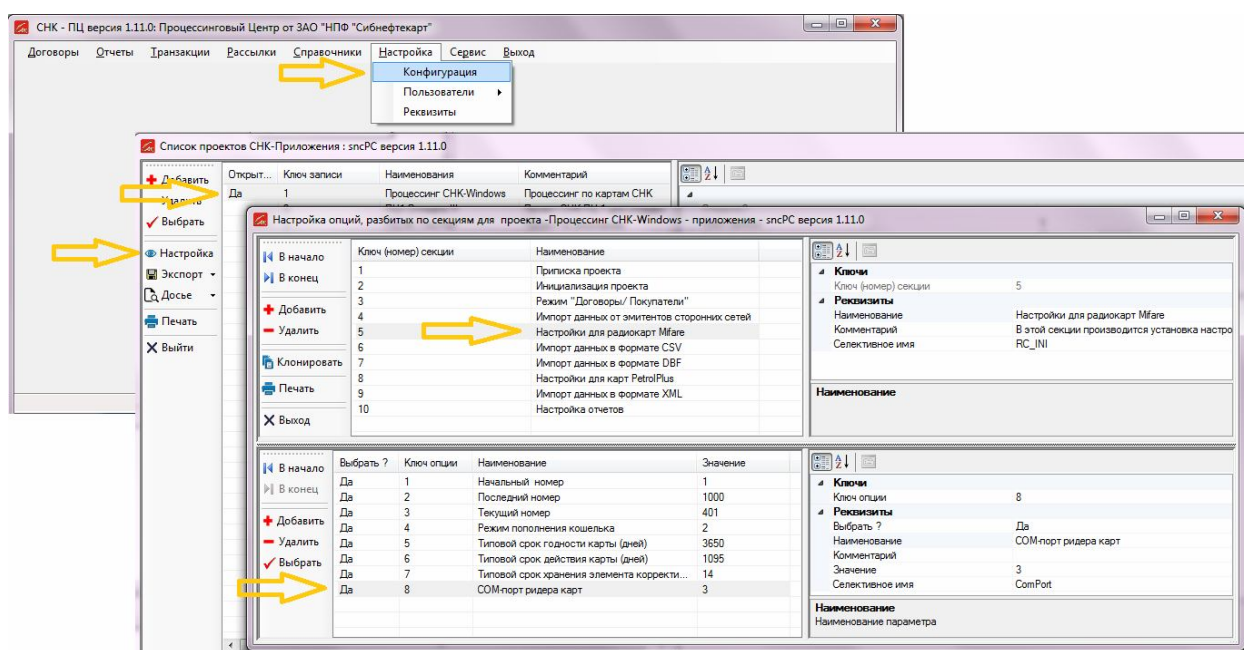 СНК - ПЦ версия 1.11.0: Процессинговый Центр от ЗАО "НПФ "Сибнефтекарт"
Договоры Отчеты Транзакции Рассылки Справочники Настройка Сервис Выход
Конфигурация
Пользователи
Реквизиты
Список проектов СНК-Приложения : sncPC версия 1.11.0
Добавить
Удалить
Выбрать
Настройка
Экспорт
Досье
Печать
Выйти
Открыт... Ключ записи Наименования Комментарий
Да 1 Процессинг СНК-Windows Процессинг по картам СНК
Настройка опций, разбитых по секциям для проекта -Процессинг СНК-Windows - приложения - sncPC версия 1.11.0
В начало
В конец
Добавить
Удалить
Клонировать
Печать
Выход
Ключ (номер) секции Наименование
1 Приписка проекта
2 Инициализация проекта
3 Режим "Договоры/ Покупатели"
4 Импорт данных от эмитентов сторонних сетей
5 Настройки для радиокарт Mifare
6 Импорт данных в формате CSV
7 Импорт данных в формате DBF
8 Настройки для карт PetrolPlus
9 Импорт данных в формате XML
10 Настройка отчетов
Ключи
Ключ (номер) секции 5
Реквизиты
Наименование Настройки для радиокарт Mifare
Комментарий В этой секции производится установка настро
Селективное имя RC_INI
Наименование
В начало
В конец
Добавить
Удалить
Выбрать
Выбрать ? Ключ опции Наименование Значение
Да 1 Начальный номер 1
Да 2 Последний номер 1000
Да 3 Текущий номер 401
Да 4 Режим пополнения кошелька 2
Да 5 Типовой срок годности карты (дней) 3650
Да 6 Типовой срок действия карты (дней) 1095
Да 7 Типовой срок хранения элемента корректи... 14
Да 8 COM-порт ридера карт 3
Ключи
Ключ опции 8
Реквизиты
Выбрать ? Да
Наименование COM-порт ридера карт
Комментарий
Значение 3
Селективное имя ComPort
Наименование
Наименование параметра